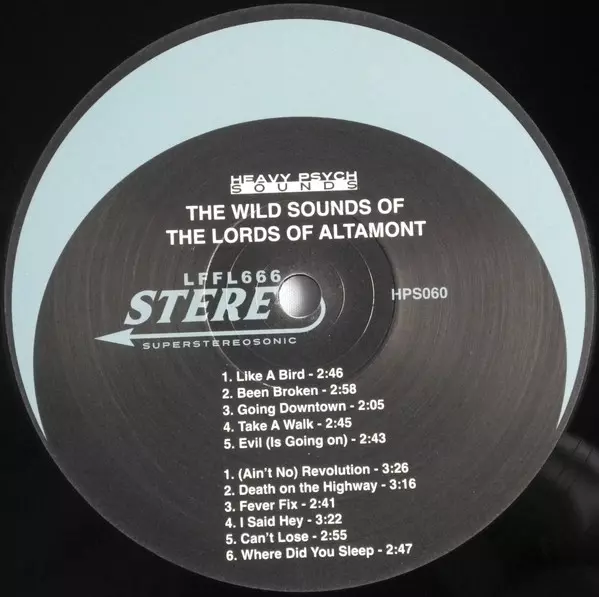 HEAVY PSYCH
SOUNDS
THE WILD SOUNDS OF
THE LORDS OF ALTAMONT
LFFL666
STERE
HPS060
SUPERSTEREOSONIC
1. Like A Bird - 2:46
2. Been Broken - 2:58
3. Going Downtown - 2:05
4. Take A Walk - 2:45
5. Evil (Is Going on) - 2:43
1. (Ain't No) Revolution - 3:26
2. Death on the Highway - 3:16
3. Fever Fix - 2:41
4. I Said Hey - 3:22
5. Can't Lose - 2:55
6. Where Did You Sleep - 2:47